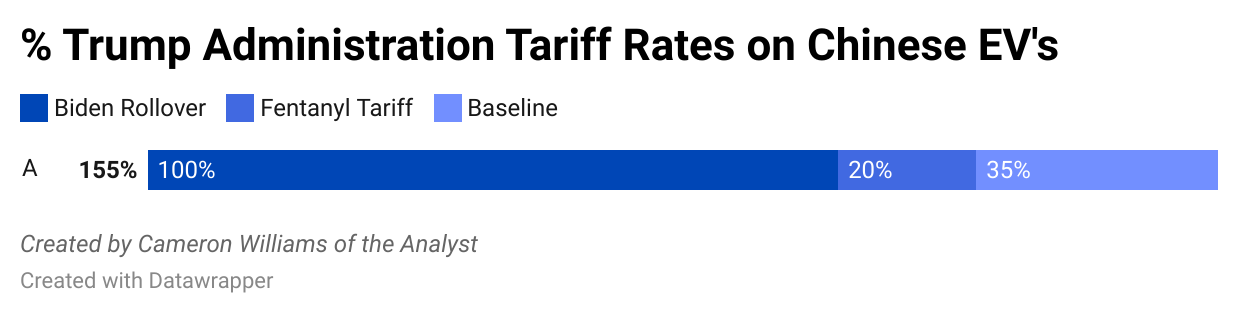 % Trump Administration Tariff Rates on Chinese EV's
Biden Rollover Fentanyl Tariff Baseline
A 155% 100% 20% 35%
Created by Cameron Williams of the Analyst
Created with Datawrapper